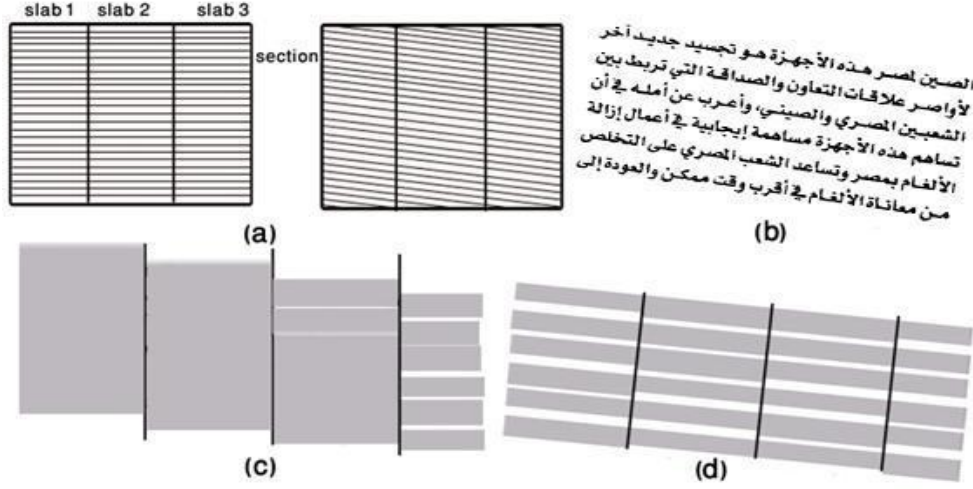 slab 1 slab 2 slab 3
section
(a)
الصين لمصر هذه الأجهزة هو تجسيد جديد آخر
لأواصر علاقات التعاون والصداقة التي تربط بين
الشعبين المصري والصيني، وأعرب عن أمله في أن
تساهم هذه الأجهزة مساهمة إيجابية في أعمال إزالة
الألغام بمصر وتساعد الشعب المصري على التخلص
من معاناة الألغام في أقرب وقت ممكن والعودة إلى
(b)
(c)
(d)